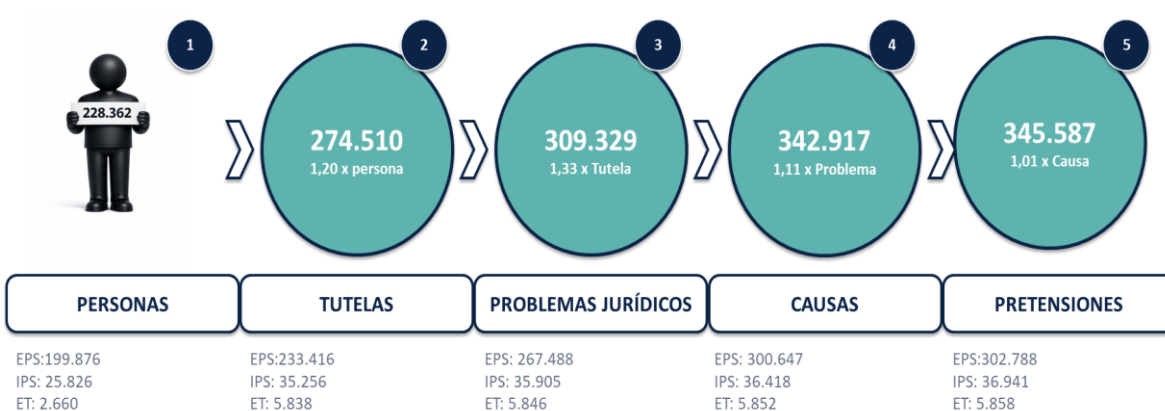 1
228.362
2
274.510
1,20 x persona
3
309.329
1,33 x Tutela
4
342.917
1,11 x Problema
5
345.587
1,01 x Causa
PERSONAS
TUTELAS
PROBLEMAS JURÍDICOS
CAUSAS
PRETENSIONES
EPS:199.876
IPS: 25.826
ET: 2.660
EPS:233.416
IPS: 35.256
ET: 5.838
EPS: 267.488
IPS: 35.905
ET: 5.846
EPS: 300.647
IPS: 36.418
ET: 5.852
EPS:302.788
IPS: 36.941
ET: 5.858